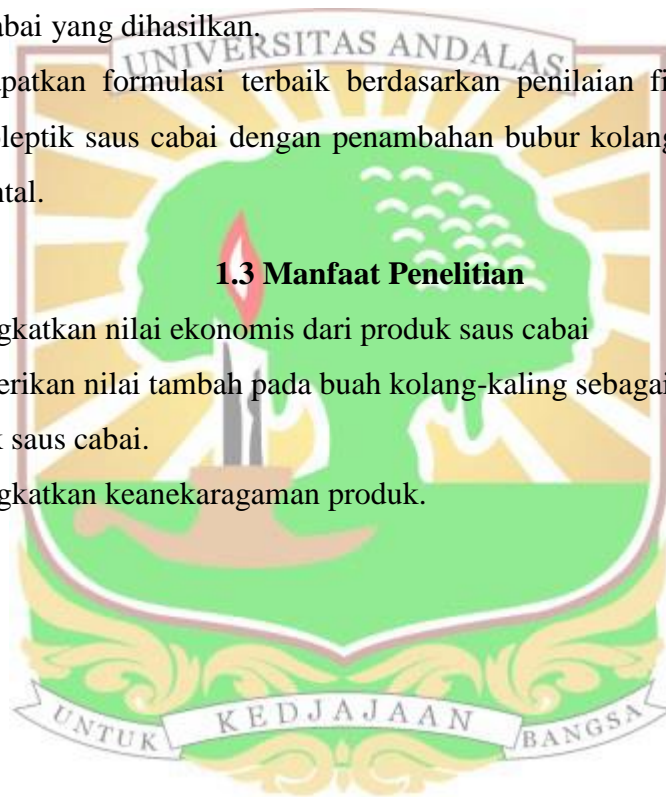 abai yang dihasilkan.
UNIVERSITAS ANDALAS
patkan formulasi terbaik berdasarkan penilaian fi
oleptik saus cabai dengan penambahan bubur kolang
ntal.
1.3 Manfaat Penelitian
gkatkan nilai ekonomis dari produk saus cabai
erikan nilai tambah pada buah kolang-kaling sebagai
k saus cabai.
gkatkan keanekaragaman produk.
UNTUK KEDJAJAAN BANGSA